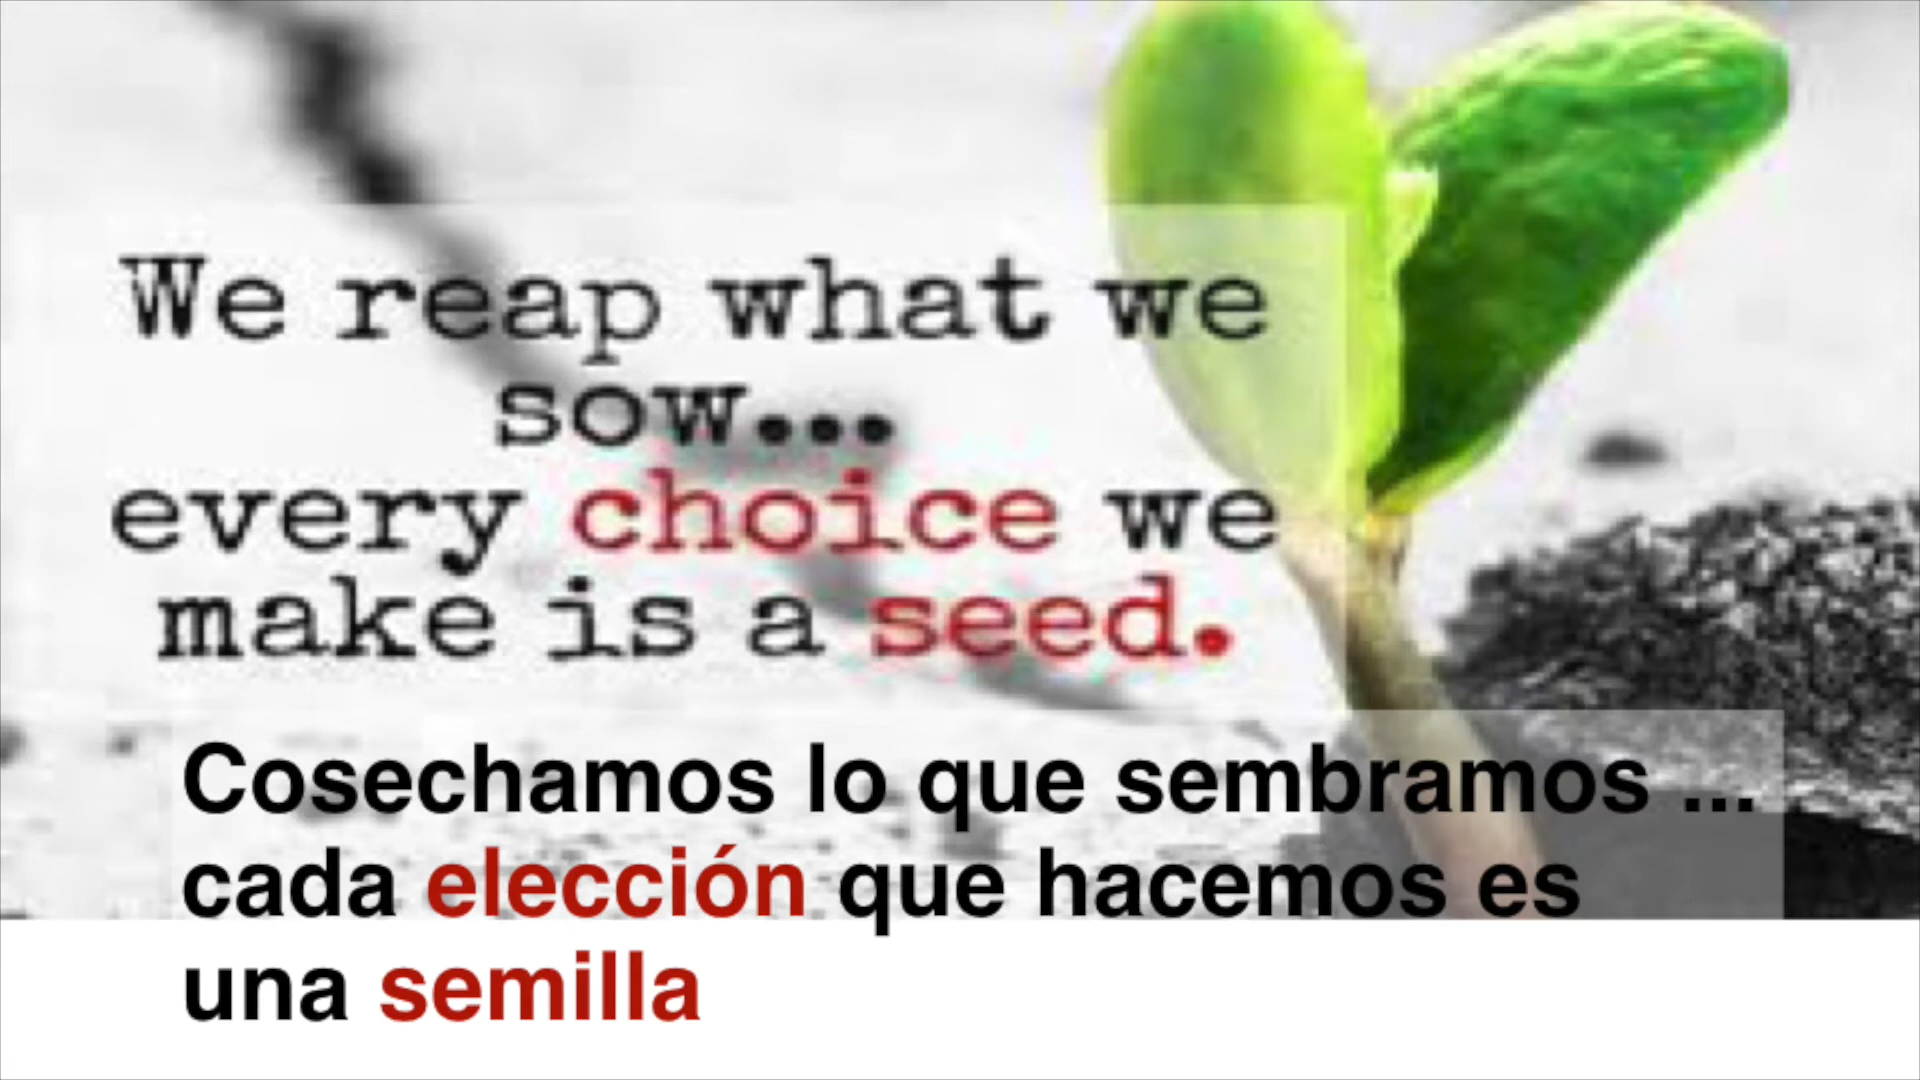 We reap what we
sow...
every choice we
make is a seed.
Cosechamos lo que sembramos ...
cada elección que hacemos es
una semilla